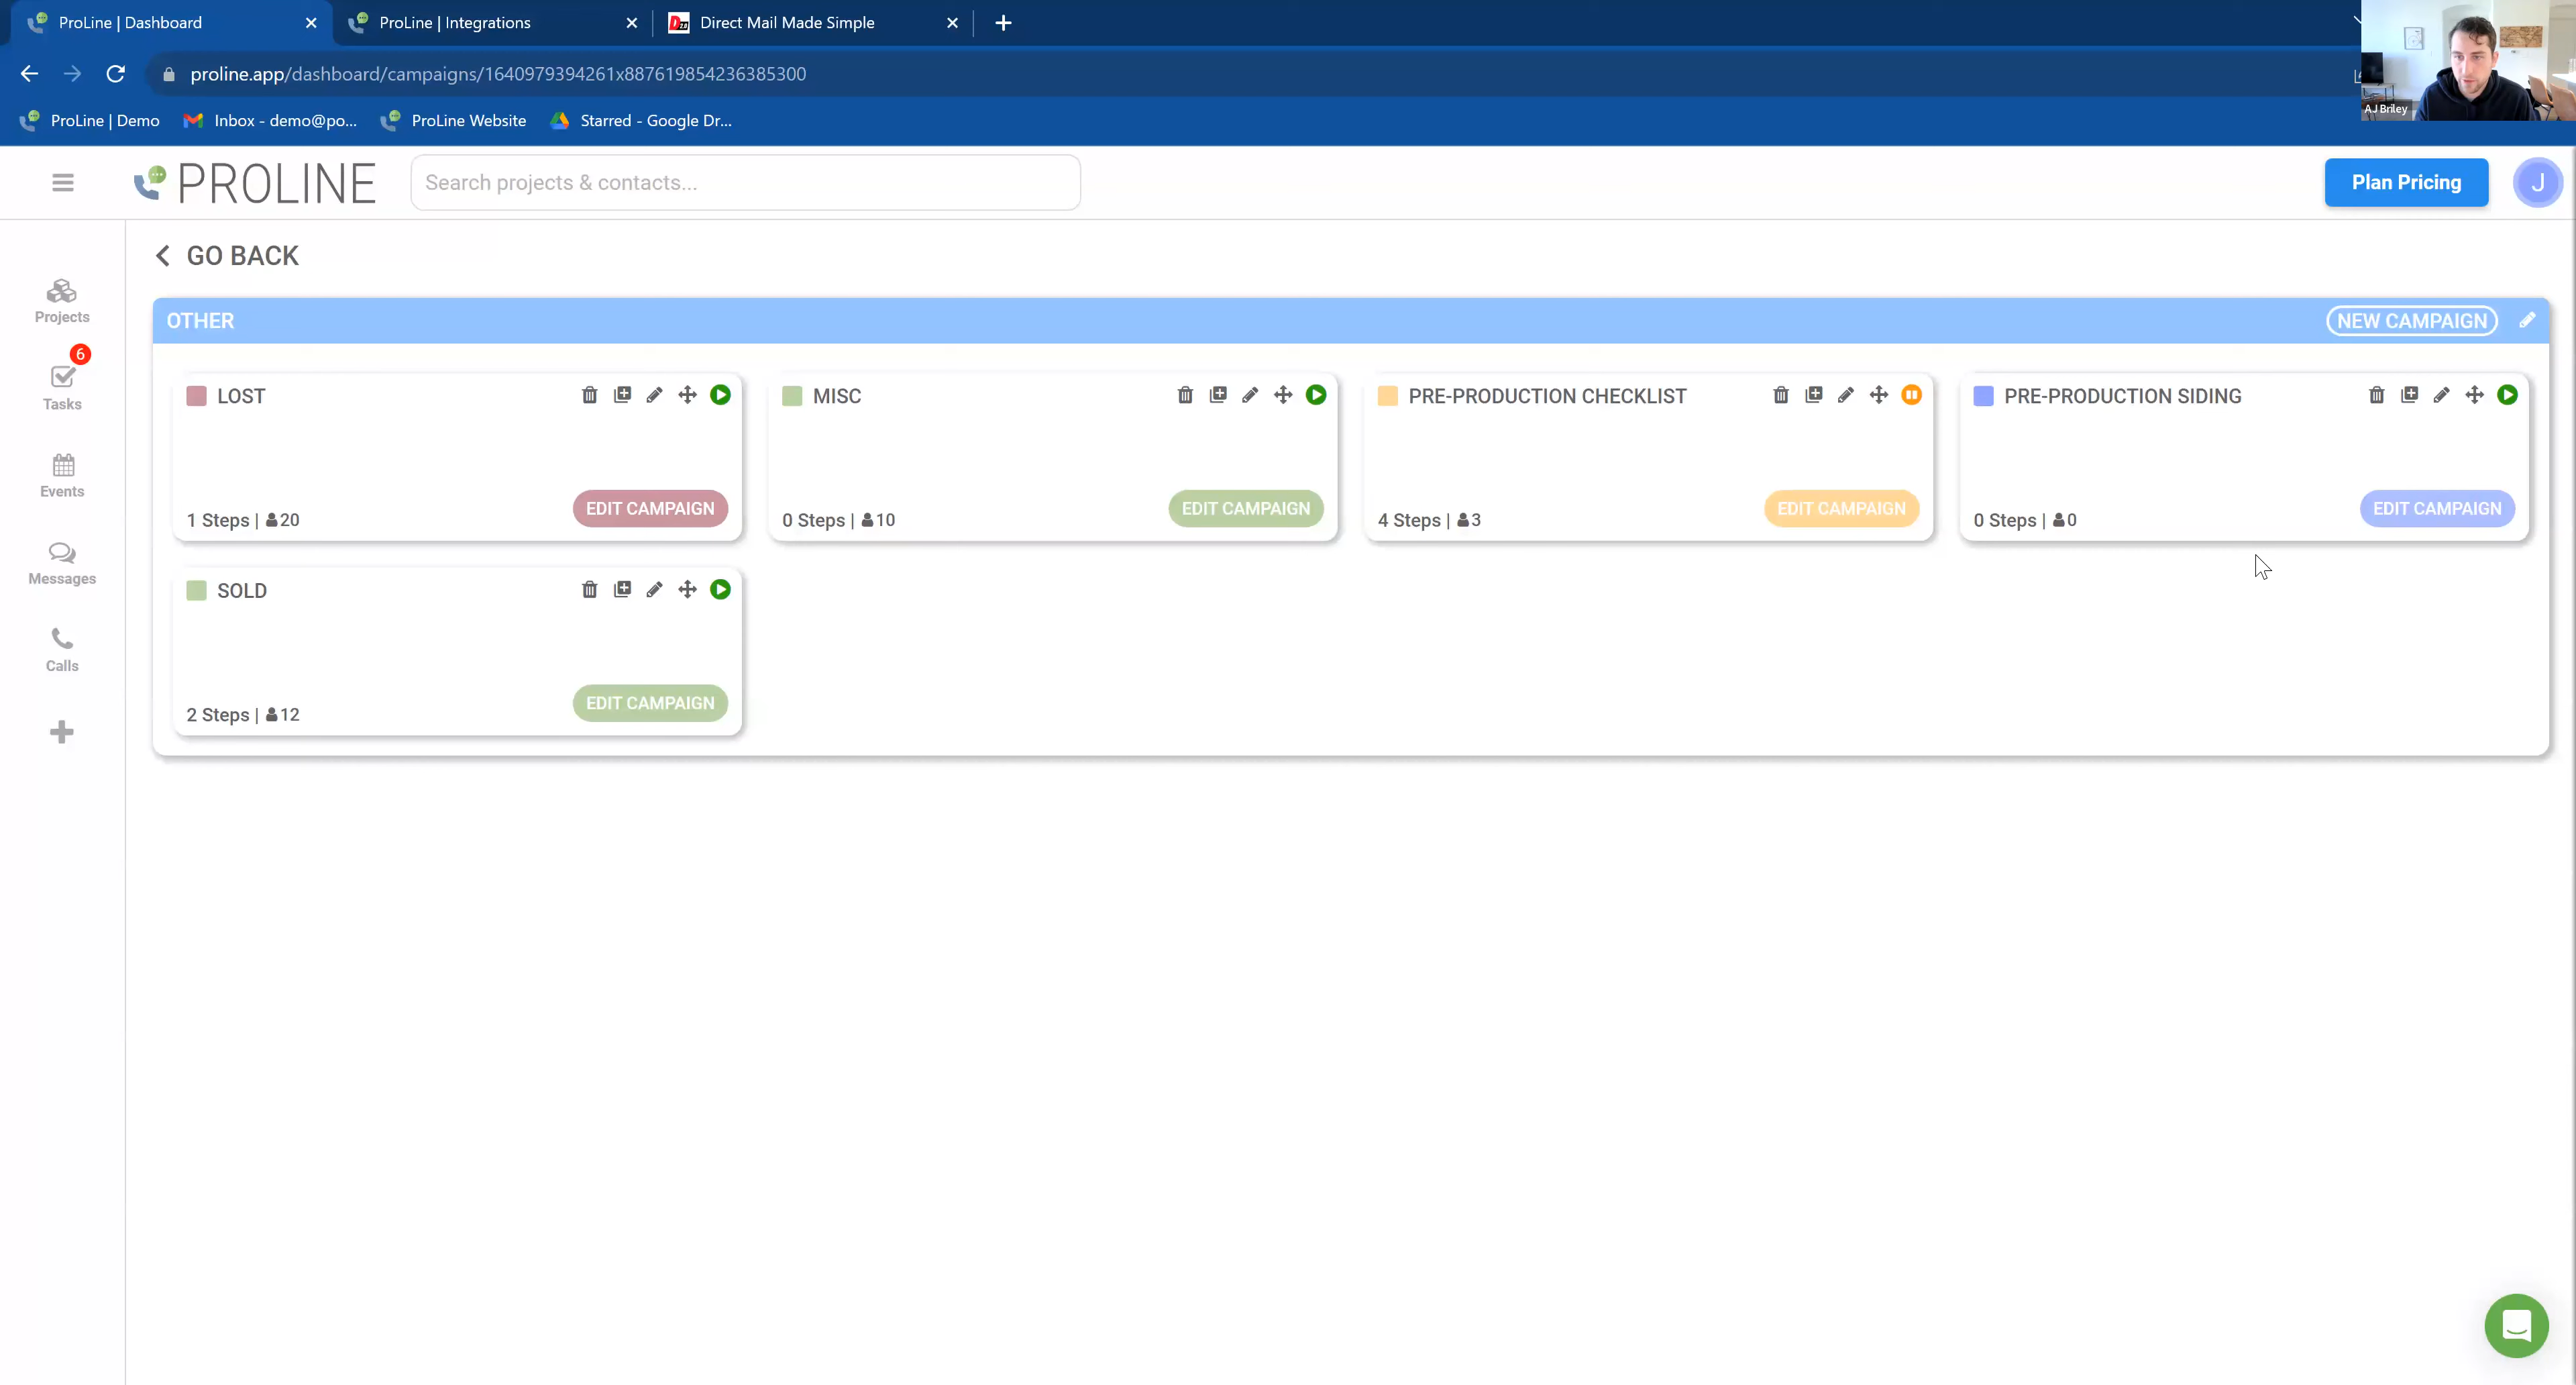 ProLine | Dashboard
ProLine | Integrations
Direct Mail Made Simple
proline.app/dashboard/campaigns/1640979394261x887619854236385300
AJ Briley
ProLine | Demo
Inbox - demo@po...
ProLine Website
Starred - Google Dr...
PROLINE
Search projects & contacts...
Plan Pricing
J
GO BACK
Projects
6
Tasks
Events
Messages
Calls
OTHER
NEW CAMPAIGN
LOST
1 Steps | 20
EDIT CAMPAIGN
MISC
0 Steps | 10
EDIT CAMPAIGN
PRE-PRODUCTION CHECKLIST
4 Steps | 3
EDIT CAMPAIGN
PRE-PRODUCTION SIDING
0 Steps | 0
EDIT CAMPAIGN
SOLD
2 Steps | 12
EDIT CAMPAIGN